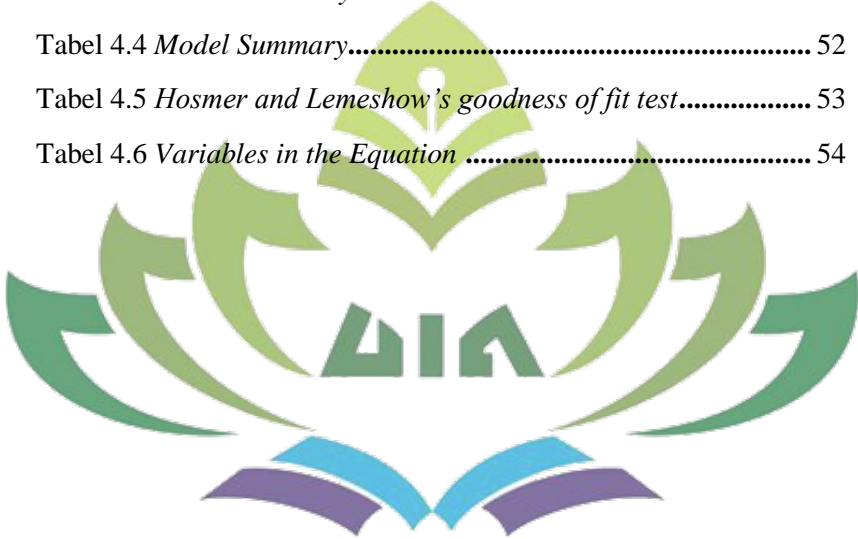 Tabel 4.4 Model Summary.................................................................... 52
Tabel 4.5 Hosmer and Lemeshow's goodness of fit test.................... 53
Tabel 4.6 Variables in the Equation .................................................... 54
UIN